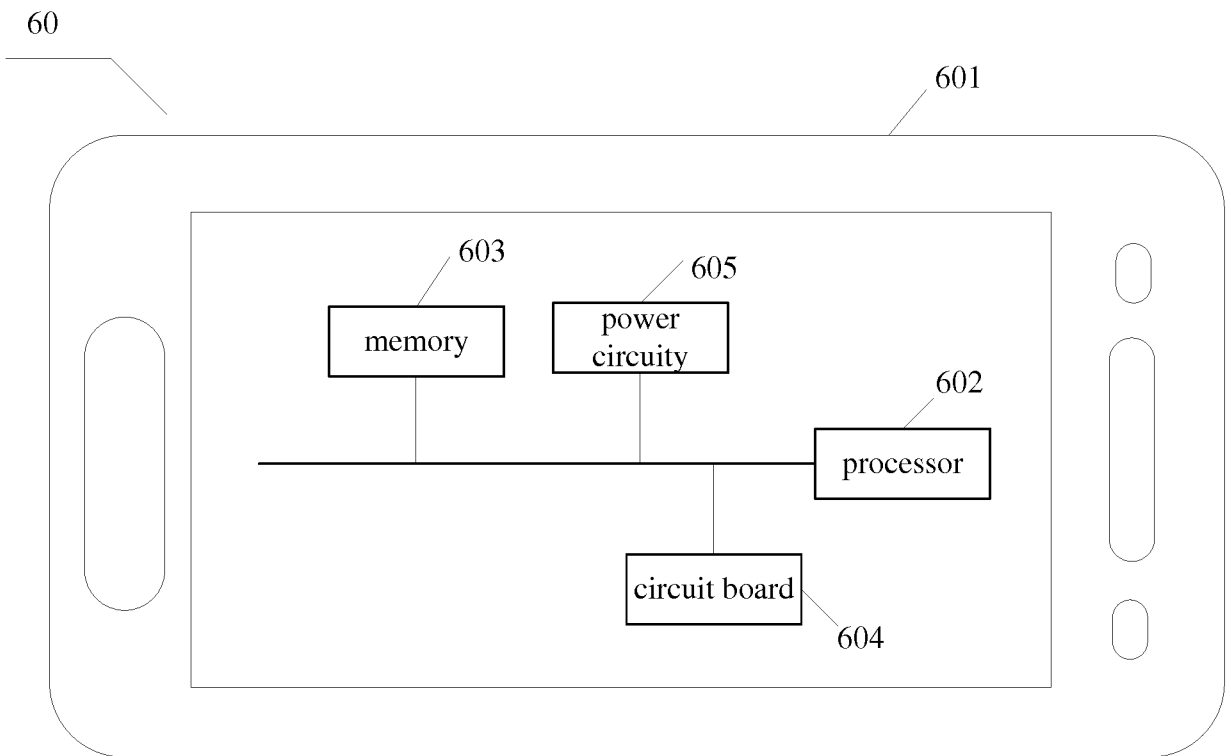 60
601
603
605
memory
power
circuity
602
processor
circuit board
604